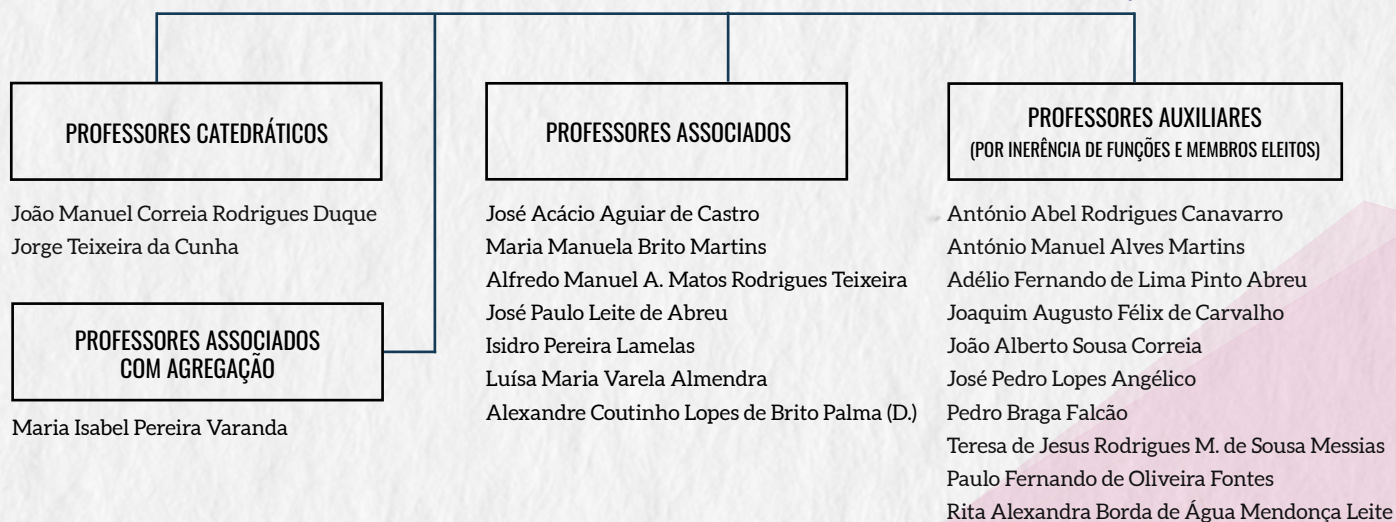 PROFESSORES CATEDRÁTICOS
João Manuel Correia Rodrigues Duque
Jorge Teixeira da Cunha
PROFESSORES ASSOCIADOS
COM AGREGAÇÃO
Maria Isabel Pereira Varanda
PROFESSORES ASSOCIADOS
José Acácio Aguiar de Castro
Maria Manuela Brito Martins
Alfredo Manuel A. Matos Rodrigues Teixeira
José Paulo Leite de Abreu
Isidro Pereira Lamelas
Luísa Maria Varela Almendra
Alexandre Coutinho Lopes de Brito Palma (D.)
PROFESSORES AUXILIARES
(POR INERÊNCIA DE FUNÇÕES E MEMBROS ELEITOS)
António Abel Rodrigues Canavarro
António Manuel Alves Martins
Adélio Fernando de Lima Pinto Abreu
Joaquim Augusto Félix de Carvalho
João Alberto Sousa Correia
José Pedro Lopes Angélico
Pedro Braga Falcão
Teresa de Jesus Rodrigues M. de Sousa Messias
Paulo Fernando de Oliveira Fontes
Rita Alexandra Borda de Água Mendonça Leite